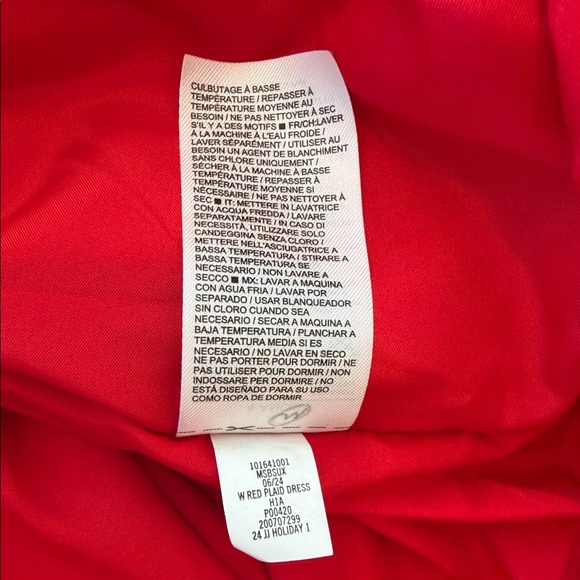 CULBUTAGE À BASSE
TEMPÉRATURE / REPASSER À
TEMPÉRATURE MOYENNE AU
BESOIN / NE PAS NETTOYER À SEC
S'IL Y A DES MOTIFS ■ FR/CH:LAVER
À LA MACHINE À L'EAU FROIDE /
LAVER SÉPARÉMENT / UTILISER AU
BESOIN UN AGENT DE BLANCHIMENT
SANS CHLORE UNIQUEMENT /
SÉCHER À LA MACHINE À BASSE
TEMPÉRATURE / REPASSER À
TEMPÉRATURE MOYENNE SI
NÉCESSAIRE / NE PAS NETTOYER À
SEC ■ IT: METTERE IN LAVATRICE
CON ACQUA FREDDA / LAVARE
SEPARATAMENTE / IN CASO DI
NECESSITÀ, UTILIZZARE SOLO
CANDEGGINA SENZA CLORO /
METTERE NELL'ASCIUGATRICE A
BASSA TEMPERATURA / STIRARE A
BASSA TEMPERATURA SE
NECESSARIO / NON LAVARE A
SECCO ■ MX: LAVAR A MAQUINA
CON AGUA FRIA / LAVAR POR
SEPARADO / USAR BLANQUEADOR
SIN CLORO CUANDO SEA
NECESARIO / SECAR A MAQUINA A
BAJA TEMPERATURA / PLANCHAR A
TEMPERATURA MEDIA SI ES
NECESARIO / NO LAVAR EN SECO
NE PAS PORTER POUR DORMIR / NE
PAS UTILISER POUR DORMIR / NON
INDOSSARE PER DORMIRE / NO
ESTÁ DISEÑADO PARA SU USO
COMO ROPA DE DORMIR
101641001
MSBSUX
06/24
W RED PLAID DRESS
H1A
P00420
200707299
24 JJ HOLIDAY 1